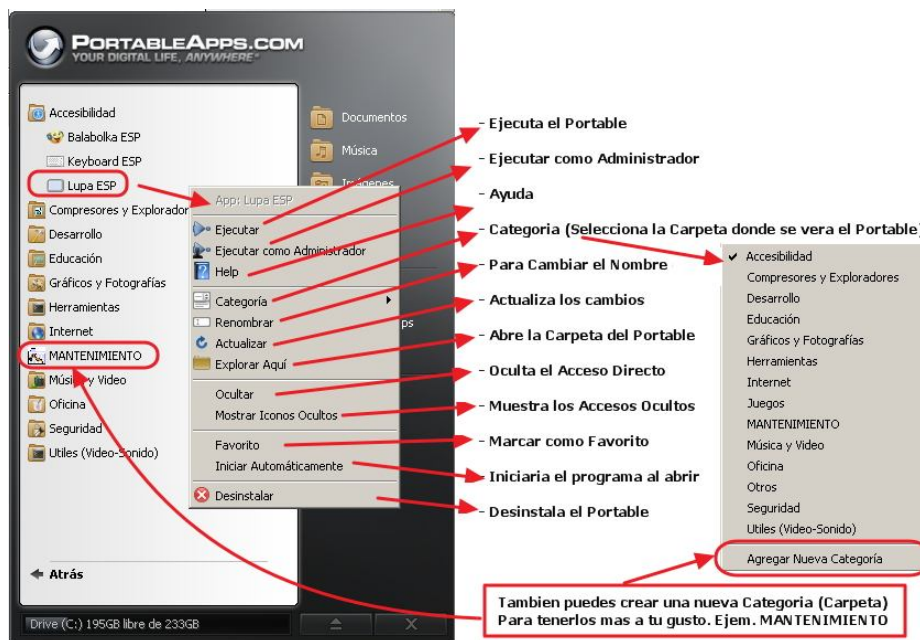 PORTABLEAPPS.COM
YOUR DIGITAL LIFE, ANYWHERE
Accesibilidad
Balabolka ESP
Keyboard ESP
Lupa ESP
Compresores y Explorador
Desarrollo
Educación
Gráficos y Fotografías
Herramientas
Internet
MANTENIMIENTO
Música y Video
Oficina
Seguridad
Utiles (Video-Sonido)
Atrás
Drive (C:) 195GB libre de 233GB
Documentos
Música
Imágenes
ps
App: Lupa ESP
Ejecutar
Ejecutar como Administrador
Help
Categoría
Renombrar
Actualizar
Explorar Aquí
Ocultar
Mostrar Iconos Ocultos
Favorito
Iniciar Automáticamente
Desinstalar
- Ejecuta el Portable
- Ejecutar como Administrador
- Ayuda
- Categoria (Selecciona la Carpeta donde se vera el Portable)
- Para Cambiar el Nombre
- Actualiza los cambios
- Abre la Carpeta del Portable
- Oculta el Acceso Directo
- Muestra los Accesos Ocultos
- Marcar como Favorito
- Iniciaria el programa al abrir
- Desinstala el Portable
Accesibilidad
Compresores y Exploradores
Desarrollo
Educación
Gráficos y Fotografías
Herramientas
Internet
Juegos
MANTENIMIENTO
Música y Video
Oficina
Otros
Seguridad
Utiles (Video-Sonido)
Agregar Nueva Categoría
Tambien puedes crear una nueva Categoria (Carpeta)
Para tenerlos mas a tu gusto. Ejem. MANTENIMIENTO